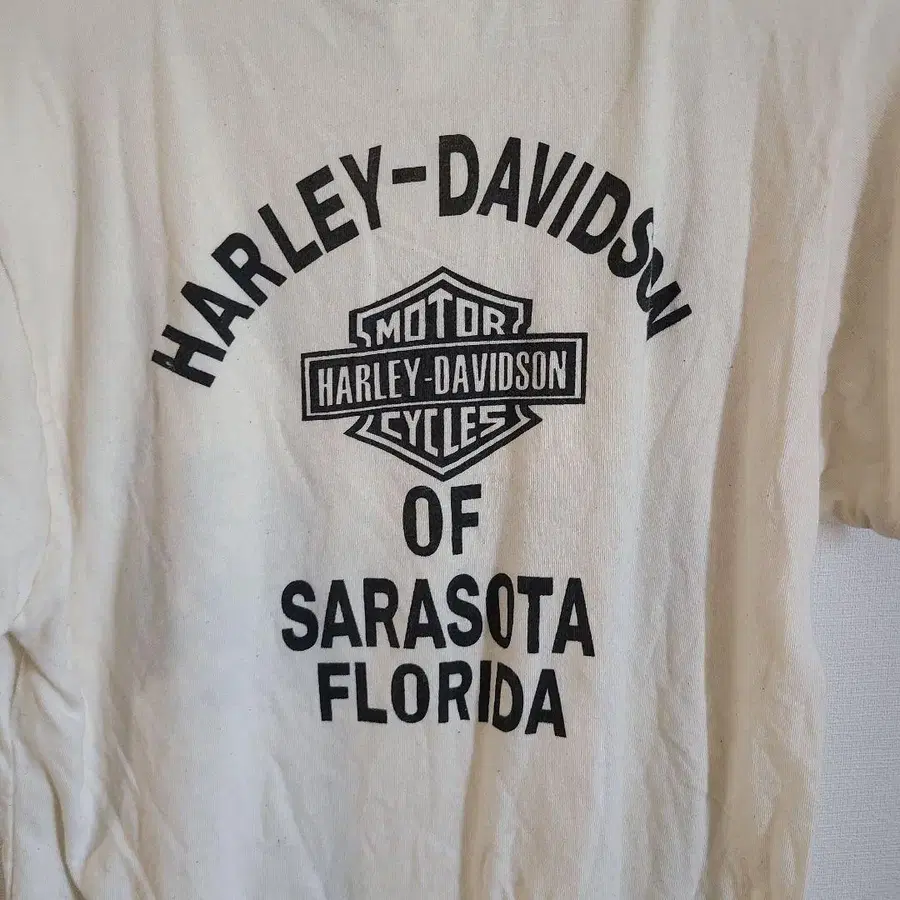 HARLEY-DAVIDSON
MOTOR
HARLEY-DAVIDSON
CYCLES
OF
SARASOTA
FLORIDA